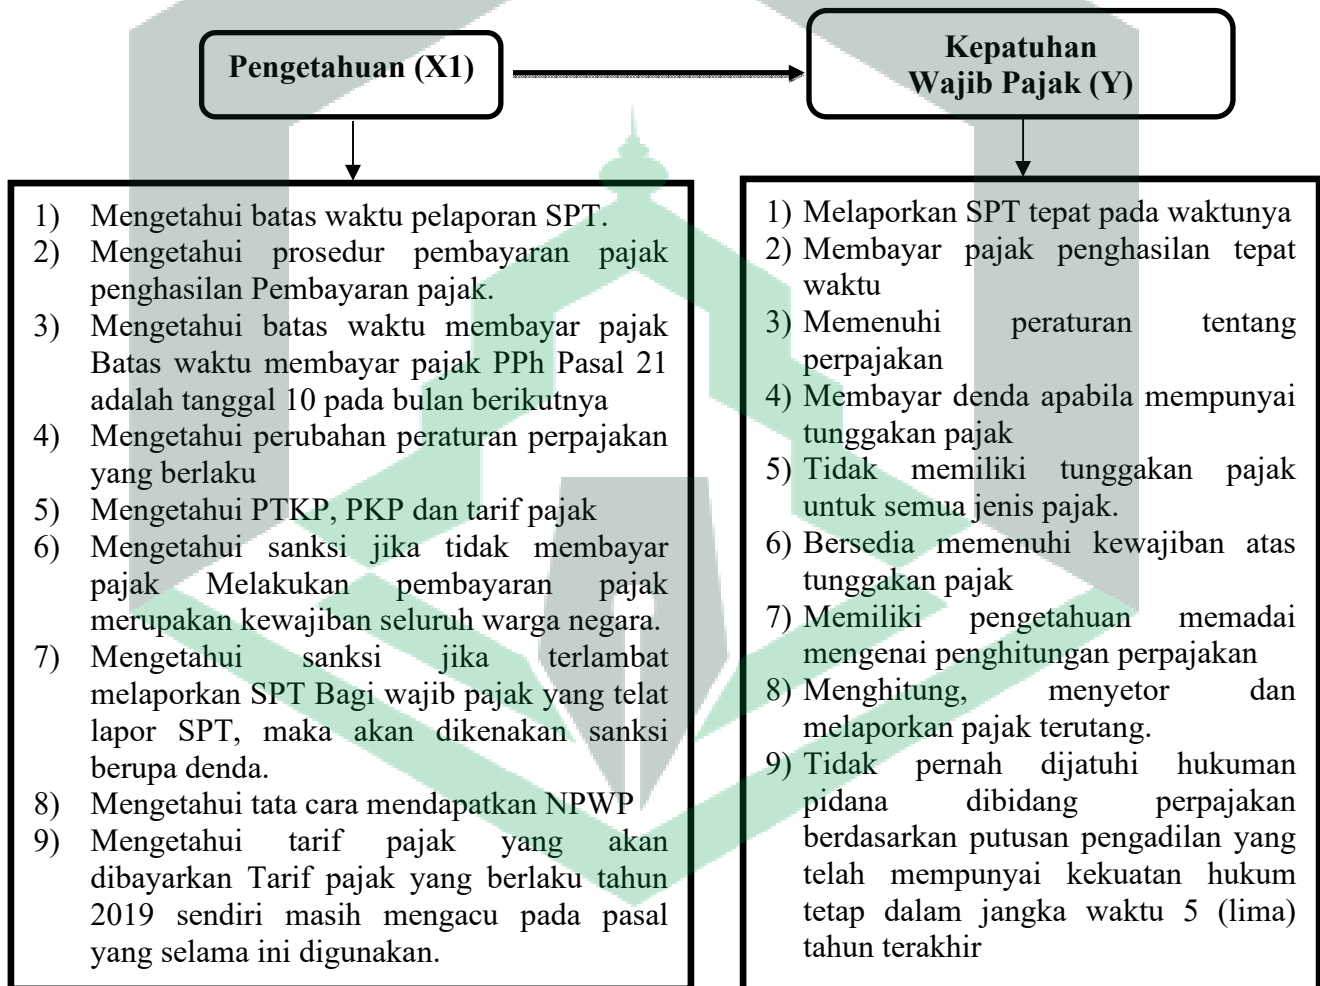 Pengetahuan (X1)
Kepatuhan
Wajib Pajak (Y)
1) Mengetahui batas waktu pelaporan SPT.
2) Mengetahui prosedur pembayaran pajak
penghasilan Pembayaran pajak.
3) Mengetahui batas waktu membayar pajak
Batas waktu membayar pajak PPh Pasal 21
adalah tanggal 10 pada bulan berikutnya
4) Mengetahui perubahan peraturan perpajakan
yang berlaku
5) Mengetahui PTKP, PKP dan tarif pajak
6) Mengetahui sanksi jika tidak membayar
pajak Melakukan pembayaran pajak
merupakan kewajiban seluruh warga negara.
7) Mengetahui sanksi jika terlambat
melaporkan SPT Bagi wajib pajak yang telat
lapor SPT, maka akan dikenakan sanksi
berupa denda.
8) Mengetahui tata cara mendapatkan NPWP
9) Mengetahui tarif pajak yang akan
dibayarkan Tarif pajak yang berlaku tahun
2019 sendiri masih mengacu pada pasal
yang selama ini digunakan.
1) Melaporkan SPT tepat pada waktunya
2) Membayar pajak penghasilan tepat
waktu
3) Memenuhi peraturan tentang
perpajakan
4) Membayar denda apabila mempunyai
tunggakan pajak
5) Tidak memiliki tunggakan pajak
untuk semua jenis pajak.
6) Bersedia memenuhi kewajiban atas
tunggakan pajak
7) Memiliki pengetahuan memadai
mengenai penghitungan perpajakan
8) Menghitung, menyetor dan
melaporkan pajak terutang.
9) Tidak pernah dijatuhi hukuman
pidana dibidang perpajakan
berdasarkan putusan pengadilan yang
telah mempunyai kekuatan hukum
tetap dalam jangka waktu 5 (lima)
tahun terakhir